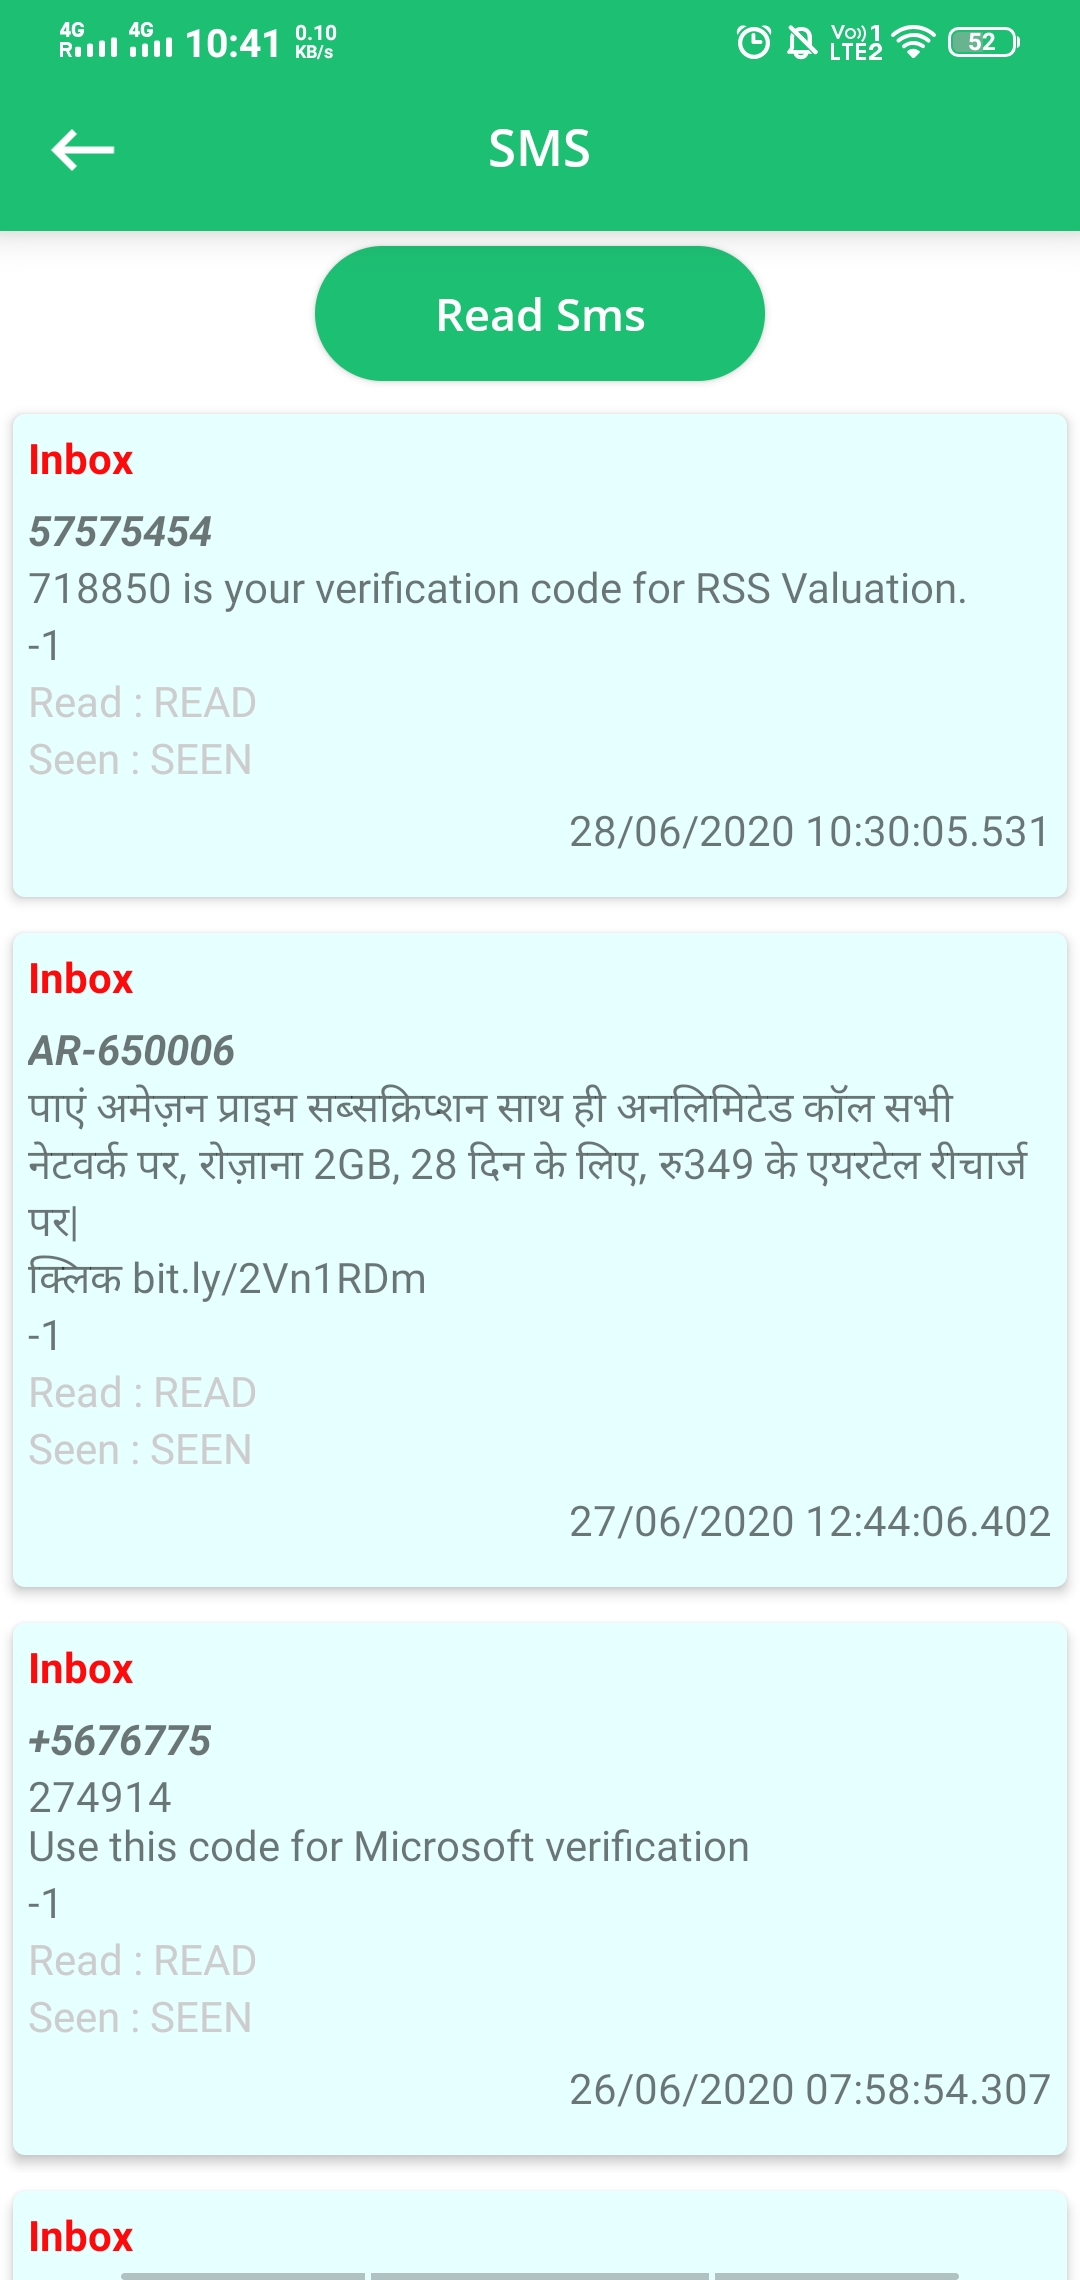 4G 4G 10:41 0.10 Vo)) 1
R KB/s LTE2 52
SMS
Read Sms
Inbox
57575454
718850 is your verification code for RSS Valuation.
-1
Read : READ
Seen : SEEN
28/06/2020 10:30:05.531
Inbox
AR-650006
पाएं अमेज़न प्राइम सब्सक्रिप्शन साथ ही अनलिमिटेड कॉल सभी
नेटवर्क पर, रोज़ाना 2GB, 28 दिन के लिए, रु349 के एयरटेल रीचार्ज
पर|
क्लिक bit.ly/2Vn1RDm
-1
Read : READ
Seen : SEEN
27/06/2020 12:44:06.402
Inbox
+5676775
274914
Use this code for Microsoft verification
-1
Read : READ
Seen : SEEN
26/06/2020 07:58:54.307
Inbox